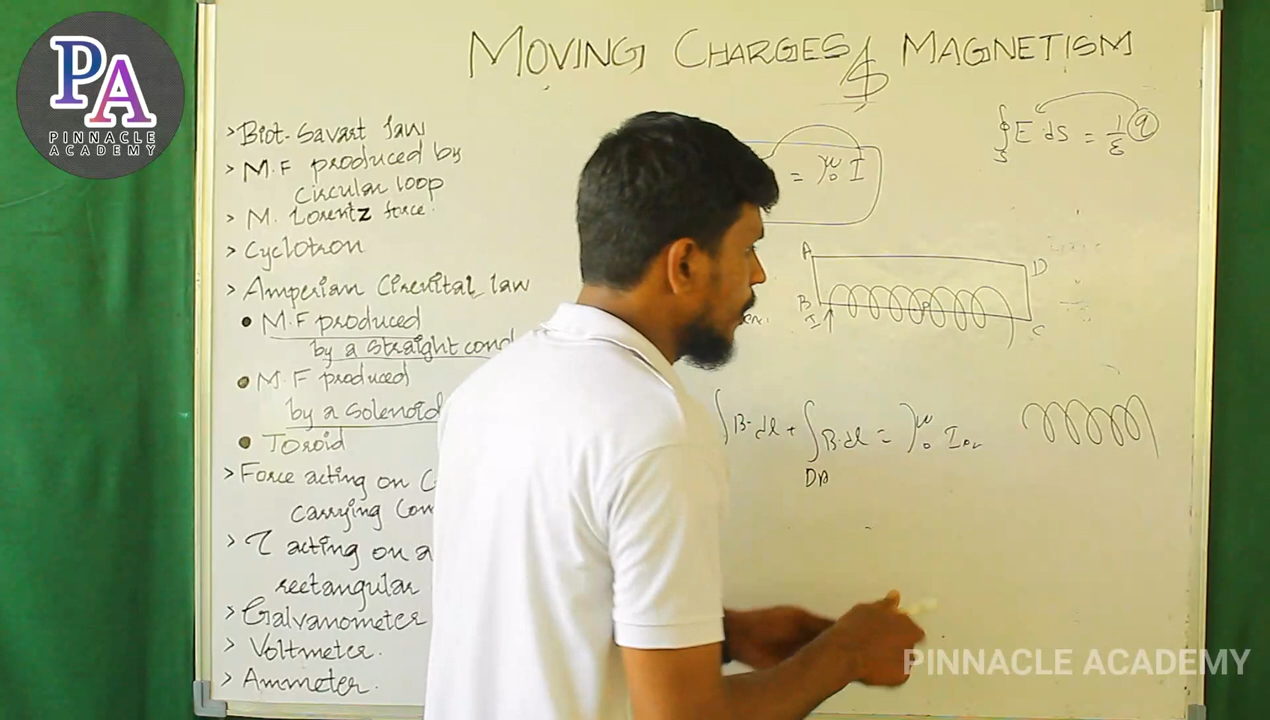 PA
PINNACLE
ACADEMY
MOVING CHARGES & MAGNETISM
> Biot-Savart law
> M.F produced by
circular loop
> M. Lorentz force.
> Cyclotron
> Amperian Circuital law
• M.F produced
by a straight cond
• M.F produced
by a solenoid
• Toroid
> Force acting on C
carrying Con
> τ acting on a
rectangular
> Galvanometer
> Voltmeter.
> Ammeter.
∮ E ds = 1/ε q
S
= μ₀ I
A
D
B
I
C
∫ B·dl + ∫ B·dl = μ₀ I
DA
PINNACLE ACADEMY